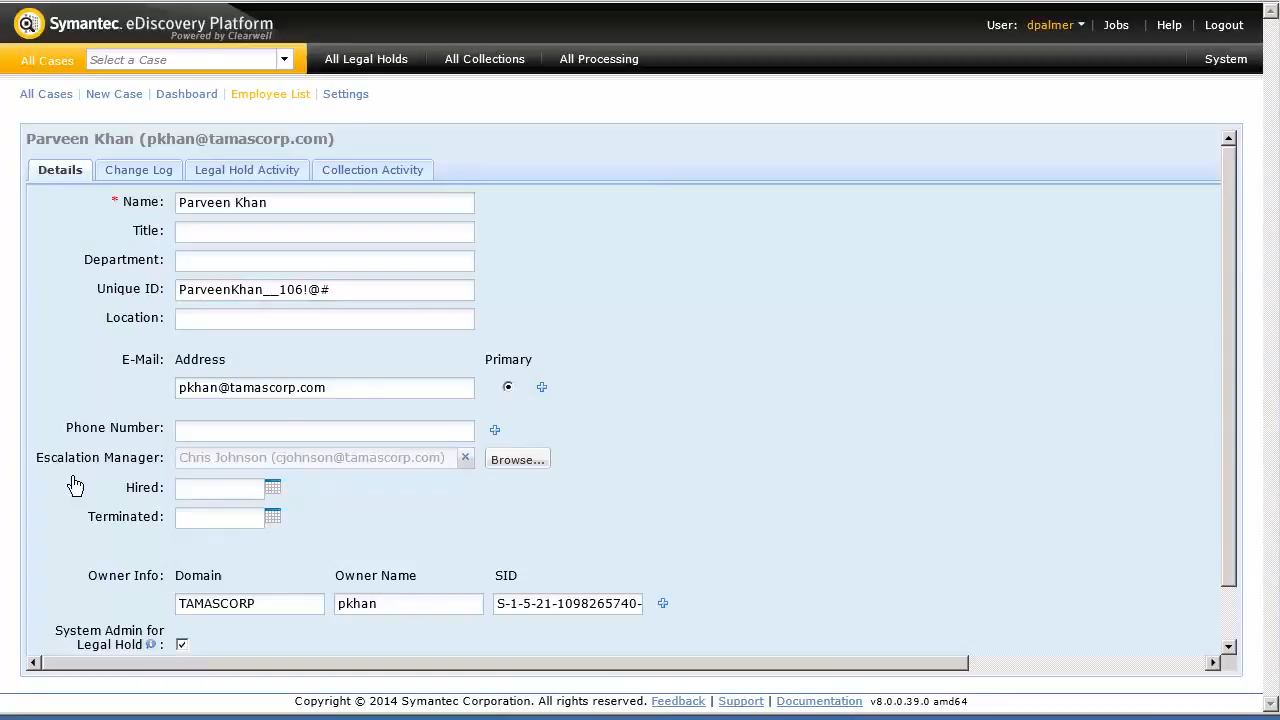 Symantec. eDiscovery Platform
Powered by Clearwell
User: dpalmer Jobs Help Logout
All Cases Select a Case All Legal Holds All Collections All Processing System
All Cases | New Case | Dashboard | Employee List | Settings
Parveen Khan (pkhan@tamascorp.com)
Details Change Log Legal Hold Activity Collection Activity
* Name: Parveen Khan
Title:
Department:
Unique ID: ParveenKhan__106!@#
Location:
E-Mail: Address Primary
pkhan@tamascorp.com
Phone Number:
Escalation Manager: Chris Johnson (cjohnson@tamascorp.com) Browse...
Hired:
Terminated:
Owner Info: Domain Owner Name SID
TAMASCORP pkhan S-1-5-21-1098265740-
System Admin for
Legal Hold :
Copyright © 2014 Symantec Corporation. All rights reserved. Feedback | Support | Documentation v8.0.0.39.0 amd64